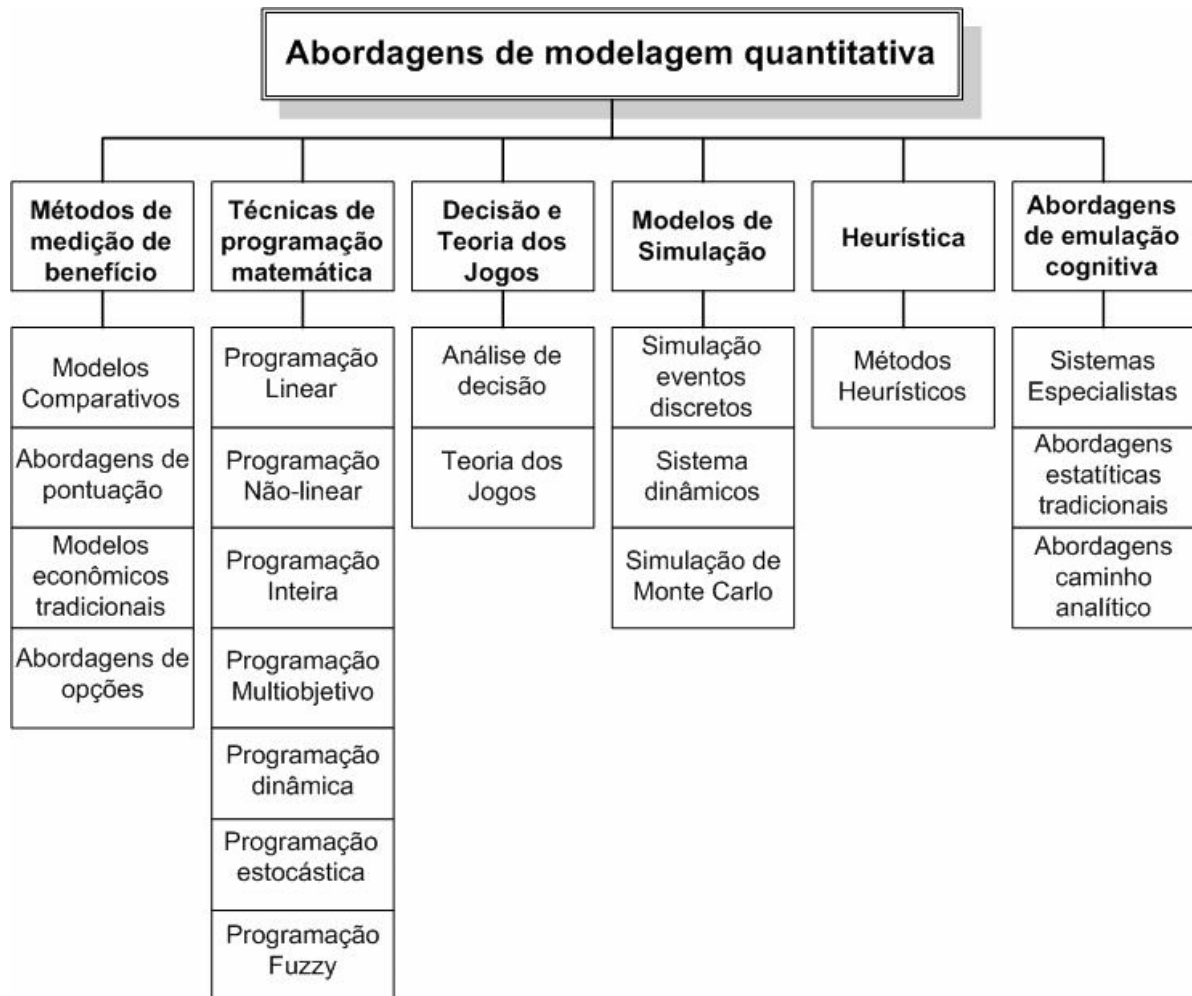 Abordagens de modelagem quantitativa
Métodos de
medição de
benefício
Modelos
Comparativos
Abordagens de
pontuação
Modelos
econômicos
tradicionais
Abordagens de
opções
Técnicas de
programação
matemática
Programação
Linear
Programação
Não-linear
Programação
Inteira
Programação
Multiobjetivo
Programação
dinâmica
Programação
estocástica
Programação
Fuzzy
Decisão e
Teoria dos
Jogos
Análise de
decisão
Teoria dos
Jogos
Modelos de
Simulação
Simulação
eventos
discretos
Sistema
dinâmicos
Simulação de
Monte Carlo
Heurística
Métodos
Heurísticos
Abordagens
de emulação
cognitiva
Sistemas
Especialistas
Abordagens
estatíticas
tradicionais
Abordagens
caminho
analítico